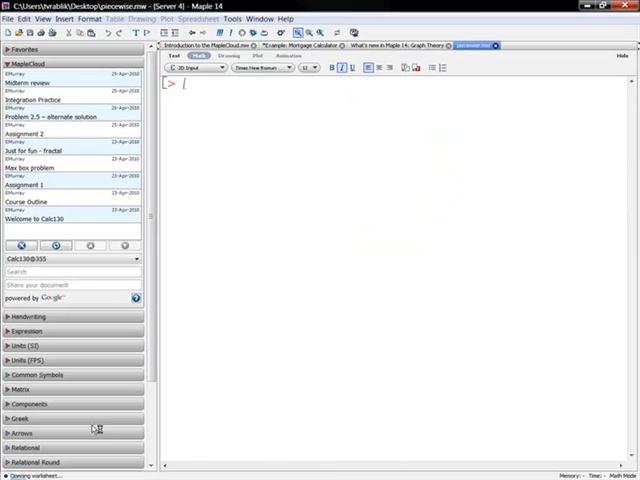 C:\Users\tvrablik\Desktop\piecewise.mw - [Server 4] - Maple 14
File Edit View Insert Format Table Drawing Plot Spreadsheet Tools Window Help
Introduction to the MapleCloud.mw *Example: Mortgage Calculator What's new in Maple 14: Graph Theory piecewise.mw
Favorites
Text Math Drawing Plot Animation Hide
MapleCloud
2D Input Times New Roman 12 B I U
EMurray 29-Apr-2010
Midterm review
EMurray 25-Apr-2010
Integration Practice
EMurray 25-Apr-2010
Problem 2.5 – alternate solution
EMurray 25-Apr-2010
Assignment 2
EMurray 23-Apr-2010
Just for fun - fractal
EMurray 23-Apr-2010
Max box problem
EMurray 23-Apr-2010
Assignment 1
EMurray 23-Apr-2010
Course Outline
EMurray 23-Apr-2010
Welcome to Calc130
Calc130@355
Search
Share your document
powered by Google
Handwriting
Expression
Units (SI)
Units (FPS)
Common Symbols
Matrix
Components
Greek
Arrows
Relational
Relational Round
Opening worksheet... Memory: - Time: - Math Mode